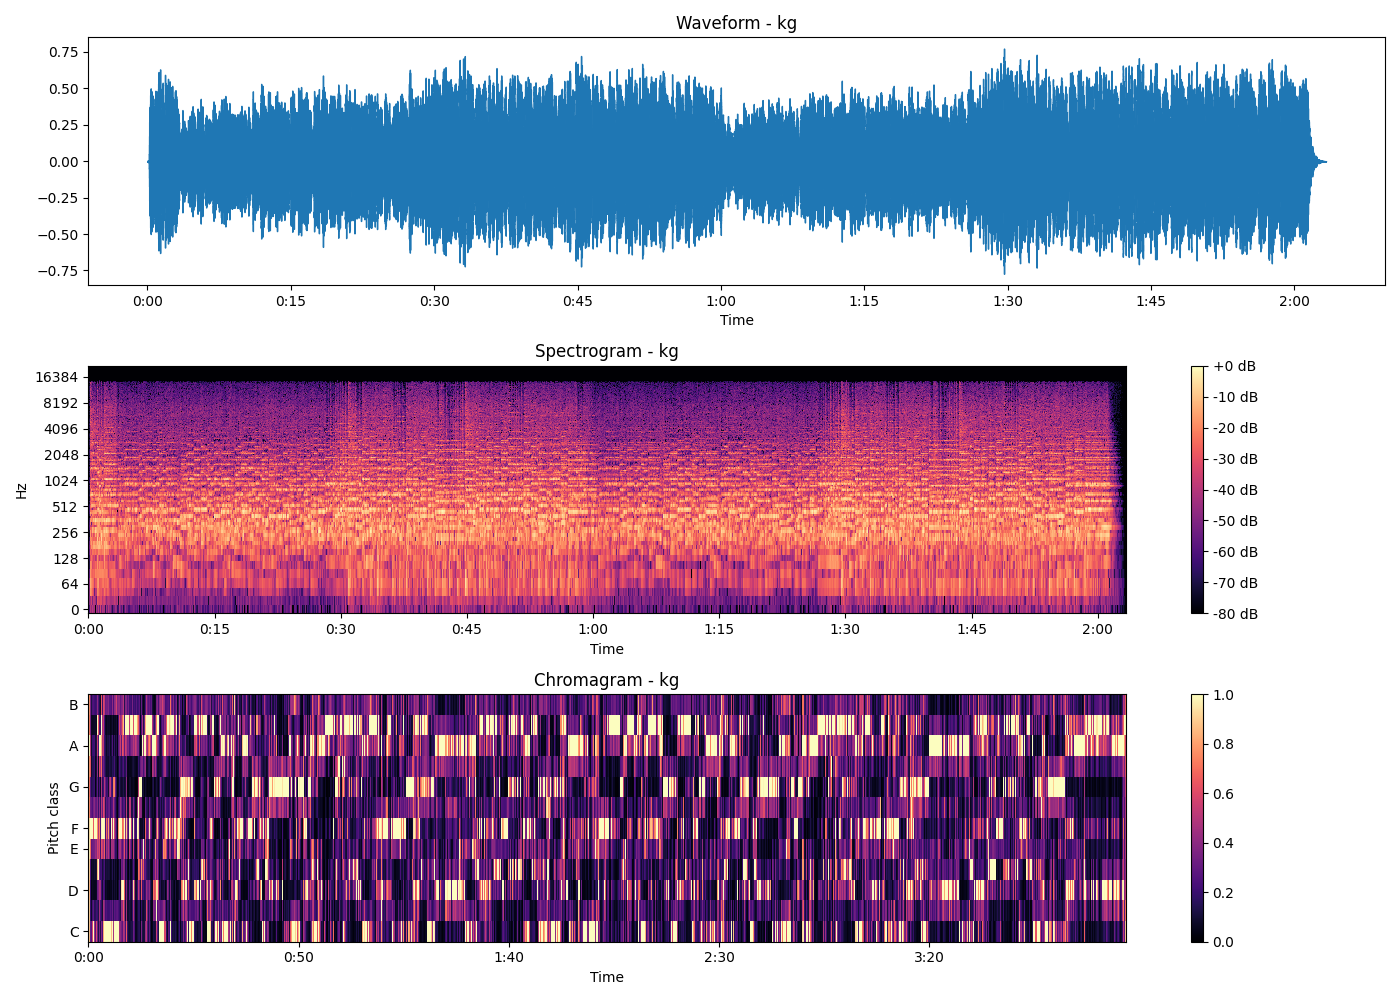 Waveform - kg
0.75
0.50
0.25
0.00
−0.25
−0.50
−0.75
0:00 0:15 0:30 0:45 1:00 1:15 1:30 1:45 2:00
Time
Spectrogram - kg
Hz
16384
8192
4096
2048
1024
512
256
128
64
0
0:00 0:15 0:30 0:45 1:00 1:15 1:30 1:45 2:00
Time
+0 dB
-10 dB
-20 dB
-30 dB
-40 dB
-50 dB
-60 dB
-70 dB
-80 dB
Chromagram - kg
Pitch class
B
A
G
F
E
D
C
0:00 0:50 1:40 2:30 3:20
Time
1.0
0.8
0.6
0.4
0.2
0.0